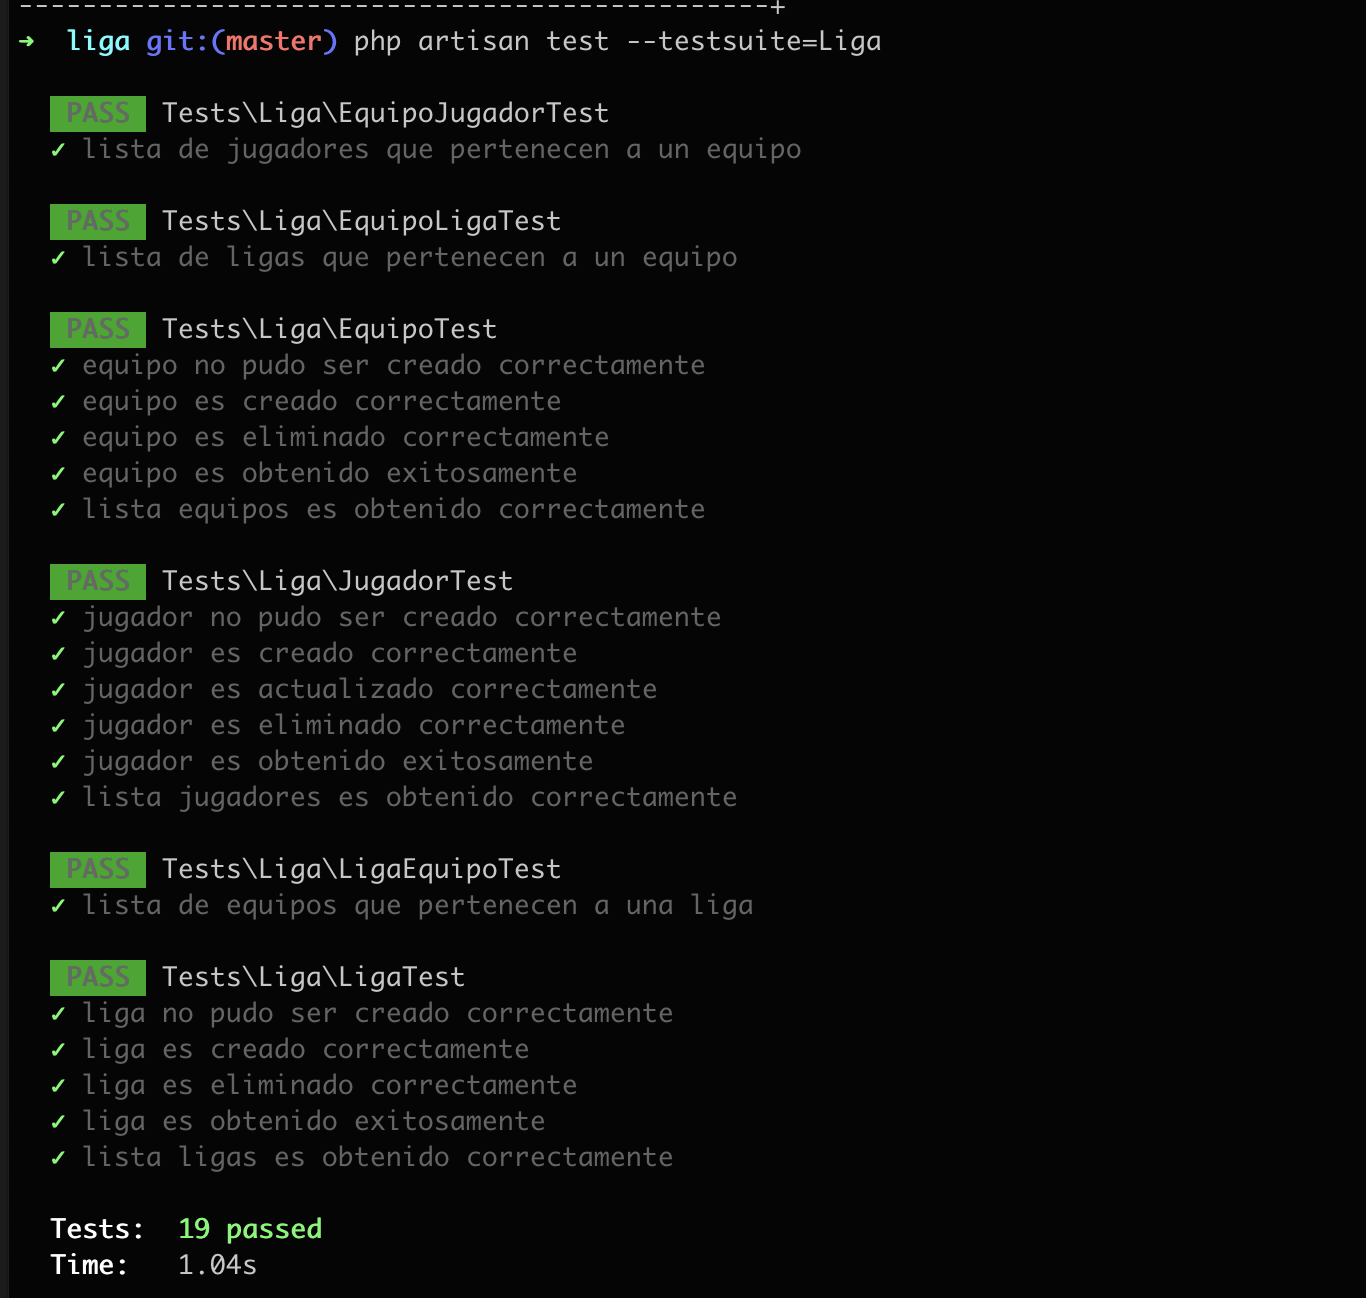 -----------------------------------------------+
➜  liga git:(master) php artisan test --testsuite=Liga
PASS Tests\Liga\EquipoJugadorTest
✓ lista de jugadores que pertenecen a un equipo
PASS Tests\Liga\EquipoLigaTest
✓ lista de ligas que pertenecen a un equipo
PASS Tests\Liga\EquipoTest
✓ equipo no pudo ser creado correctamente
✓ equipo es creado correctamente
✓ equipo es eliminado correctamente
✓ equipo es obtenido exitosamente
✓ lista equipos es obtenido correctamente
PASS Tests\Liga\JugadorTest
✓ jugador no pudo ser creado correctamente
✓ jugador es creado correctamente
✓ jugador es actualizado correctamente
✓ jugador es eliminado correctamente
✓ jugador es obtenido exitosamente
✓ lista jugadores es obtenido correctamente
PASS Tests\Liga\LigaEquipoTest
✓ lista de equipos que pertenecen a una liga
PASS Tests\Liga\LigaTest
✓ liga no pudo ser creado correctamente
✓ liga es creado correctamente
✓ liga es eliminado correctamente
✓ liga es obtenido exitosamente
✓ lista ligas es obtenido correctamente
Tests:  19 passed
Time:   1.04s